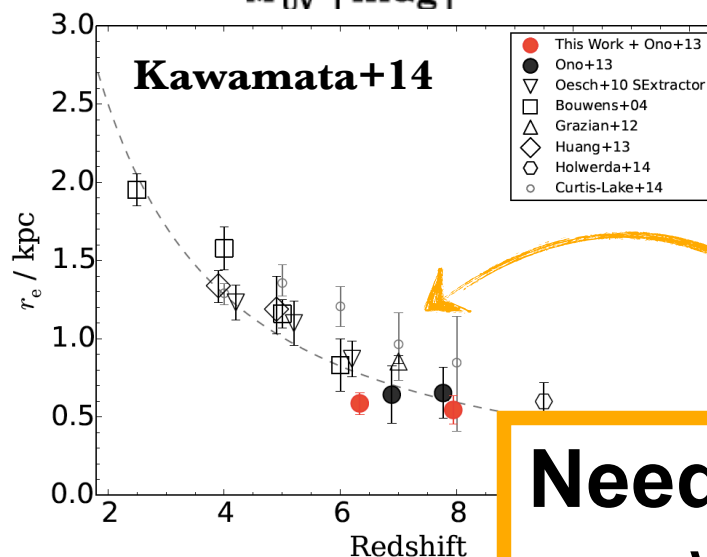 3.0
Kawamata+14
This Work + Ono+13
Ono+13
Oesch+10 SExtractor
Bouwens+04
Grazian+12
Huang+13
Holwerda+14
Curtis-Lake+14
2.5
2.0
1.5
1.0
0.5
0.0
r_e / kpc
2 4 6 8
Redshift
Need